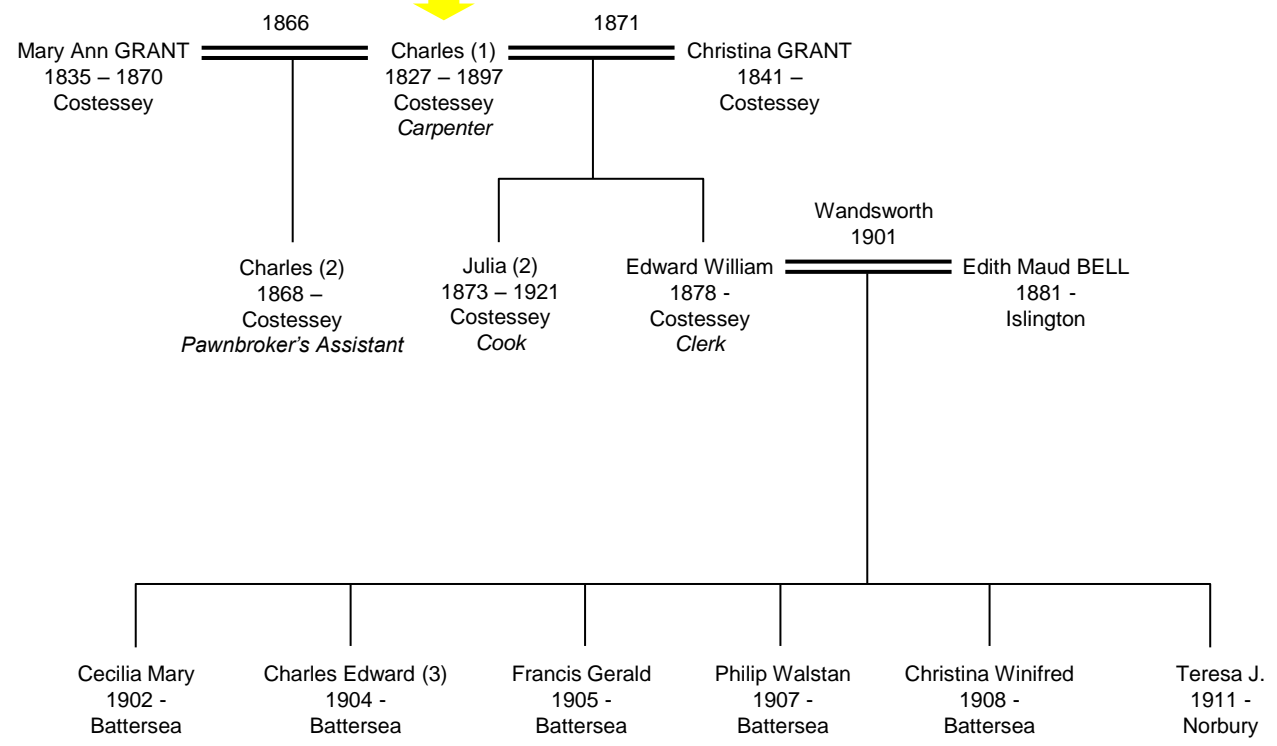 1866
1871
Mary Ann GRANT
1835 – 1870
Costessey
Charles (1)
1827 – 1897
Costessey
Carpenter
Christina GRANT
1841 –
Costessey
Wandsworth
1901
Charles (2)
1868 –
Costessey
Pawnbroker's Assistant
Julia (2)
1873 – 1921
Costessey
Cook
Edward William
1878 -
Costessey
Clerk
Edith Maud BELL
1881 -
Islington
Cecilia Mary
1902 -
Battersea
Charles Edward (3)
1904 -
Battersea
Francis Gerald
1905 -
Battersea
Philip Walstan
1907 -
Battersea
Christina Winifred
1908 -
Battersea
Teresa J.
1911 -
Norbury